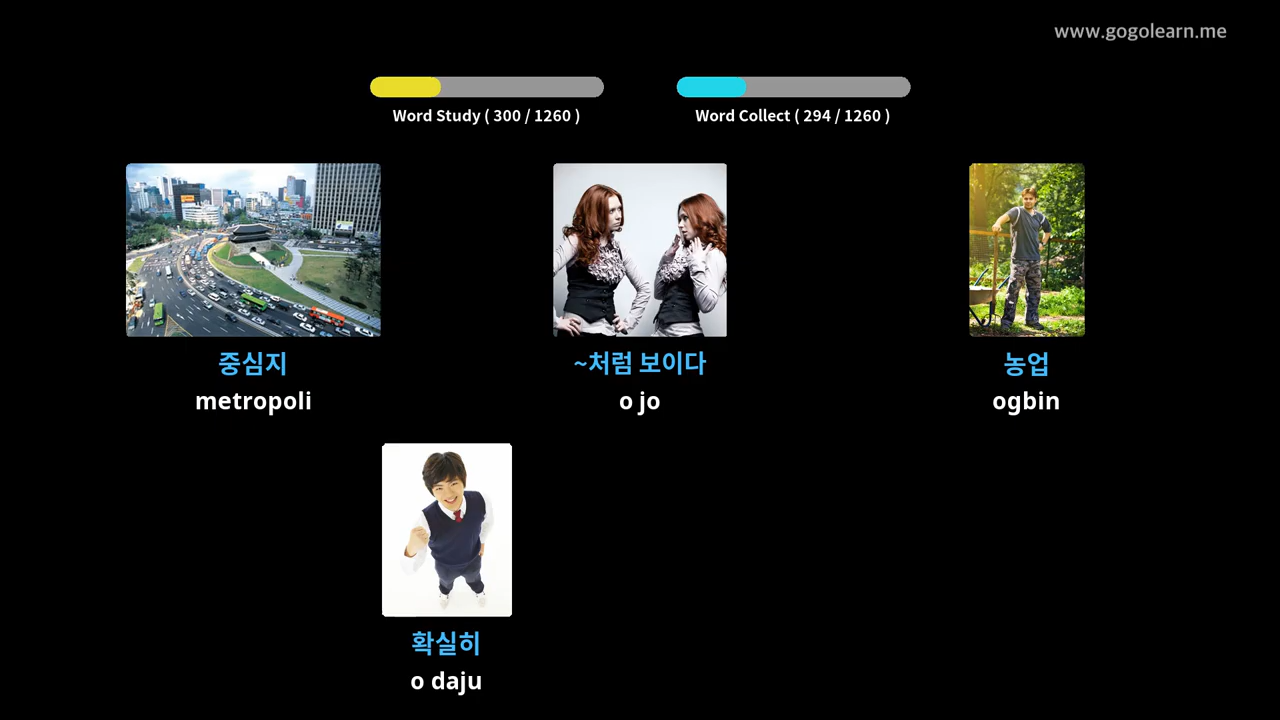 www.gogolearn.me
Word Study ( 300 / 1260 )
Word Collect ( 294 / 1260 )
중심지
metropoli
~처럼 보이다
o jo
농업
ogbin
확실히
o daju